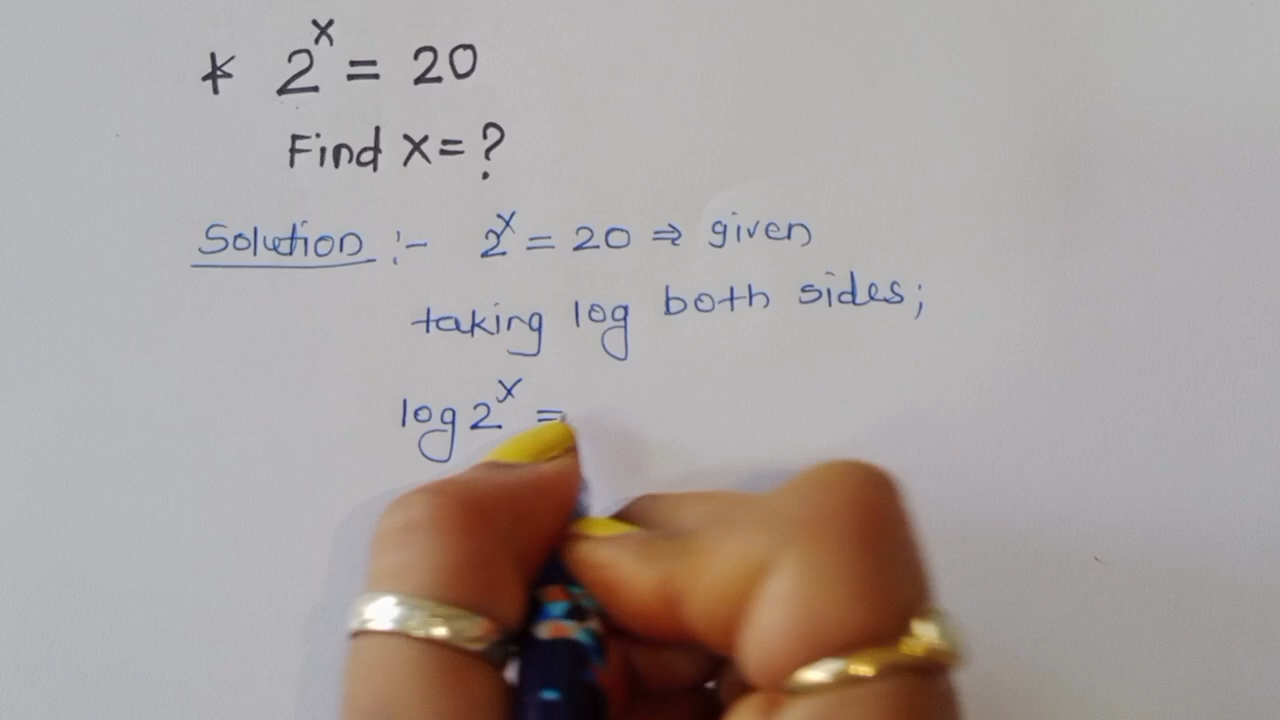 * 2^x = 20
Find x = ?
Solution :- 2^x = 20 ⇒ given
taking log both sides;
log 2^x =